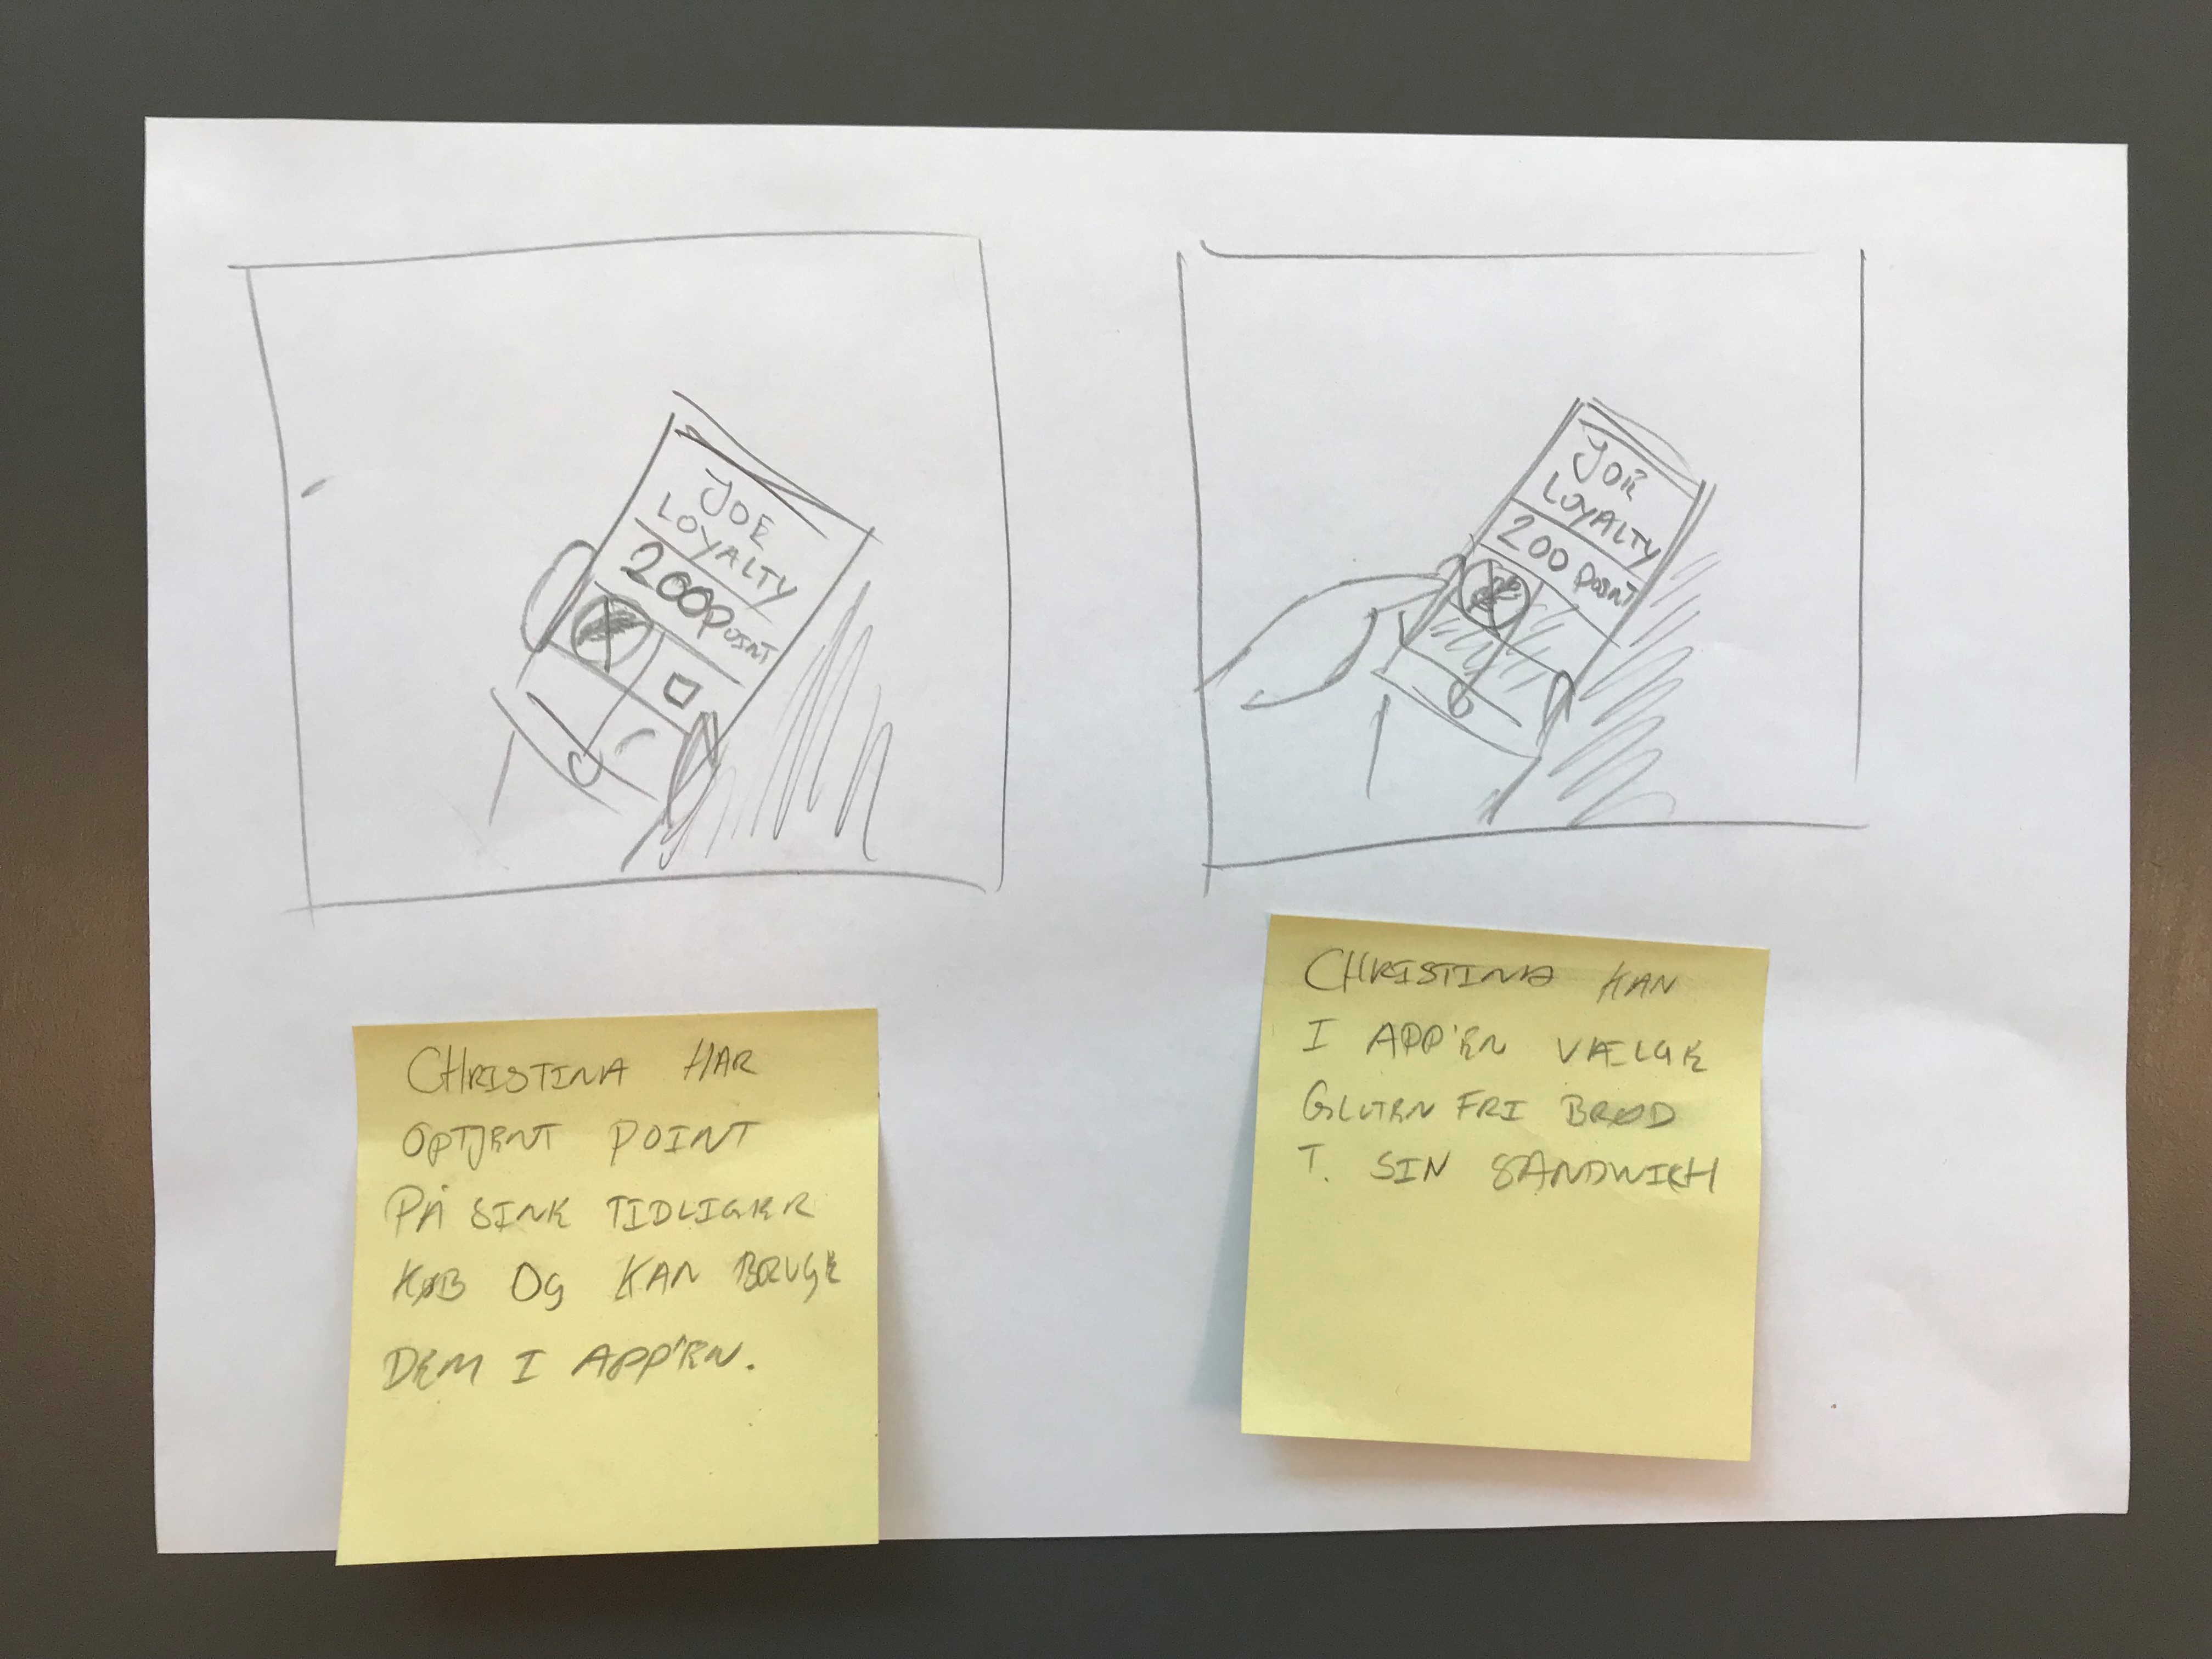 JOE
LOYALTY
200 POINT
JOE
LOYALTY
200 POINT
CHRISTINA HAR
OPTJENT POINT
PÅ SINE TIDLIGER
KØB OG KAN BRUGE
DEM I APP'EN.
CHRISTINA KAN
I APP'EN VÆLGE
GLUTEN FRI BRØD
T. SIN SANDWICH